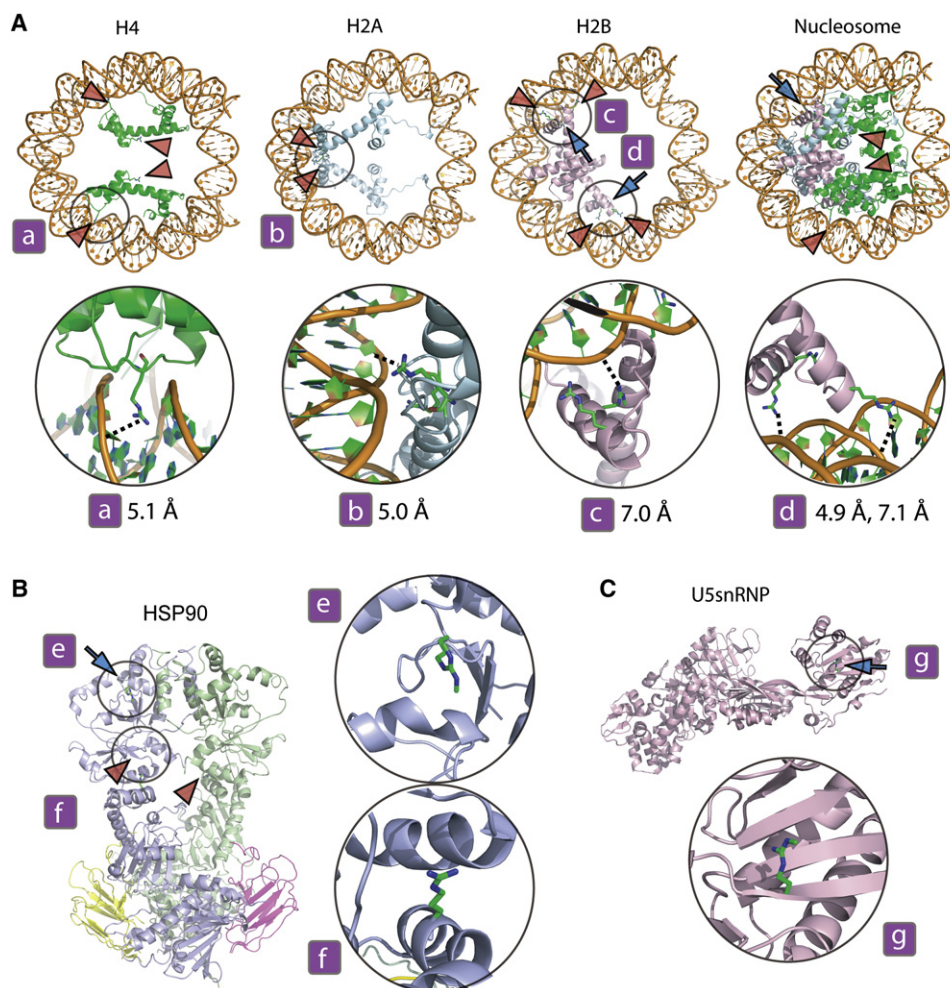 A
H4
H2A
H2B
Nucleosome
c
d
a
b
a 5.1 Å
b 5.0 Å
c 7.0 Å
d 4.9 Å, 7.1 Å
B
HSP90
e
f
e
f
C
U5snRNP
g
g